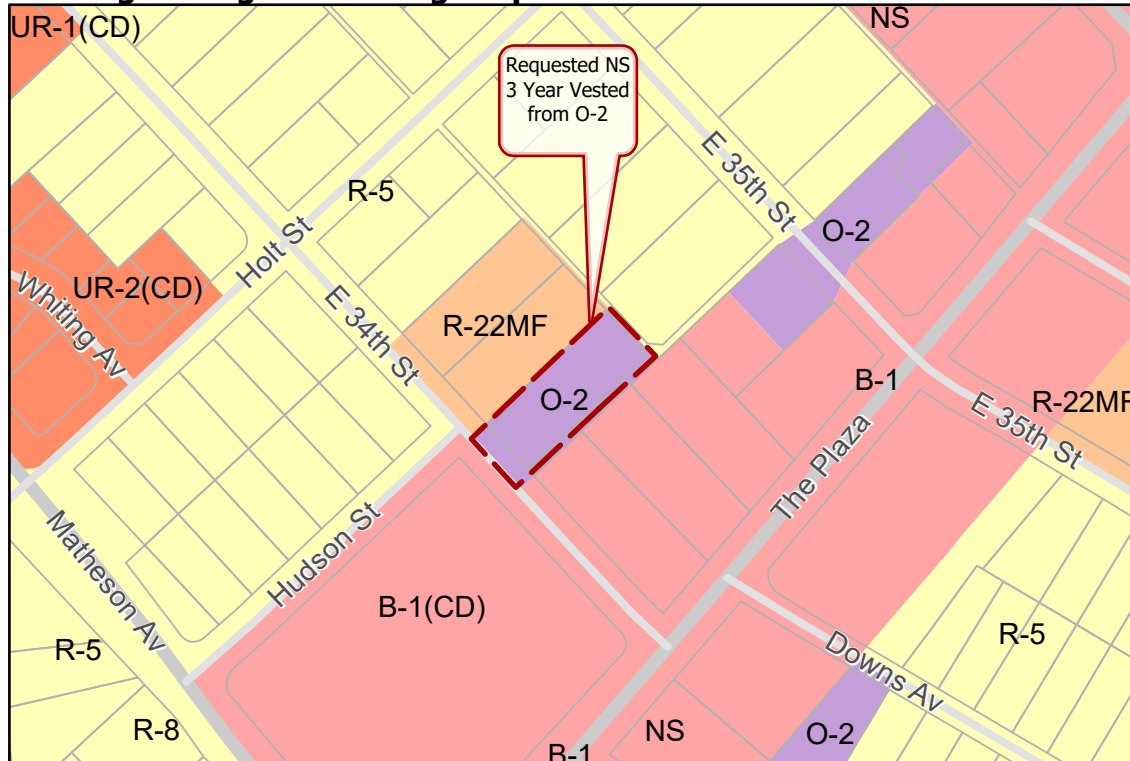 UR-1(CD)
NS
Requested NS
3 Year Vested
from O-2
E 35th St
R-5
O-2
Holt St
UR-2(CD)
Whiting Av
E 34th St
R-22MF
O-2
B-1
R-22MF
E 35th St
The Plaza
Matheson Av
Hudson St
B-1(CD)
R-5
R-5
Downs Av
R-8
NS
O-2
B-1